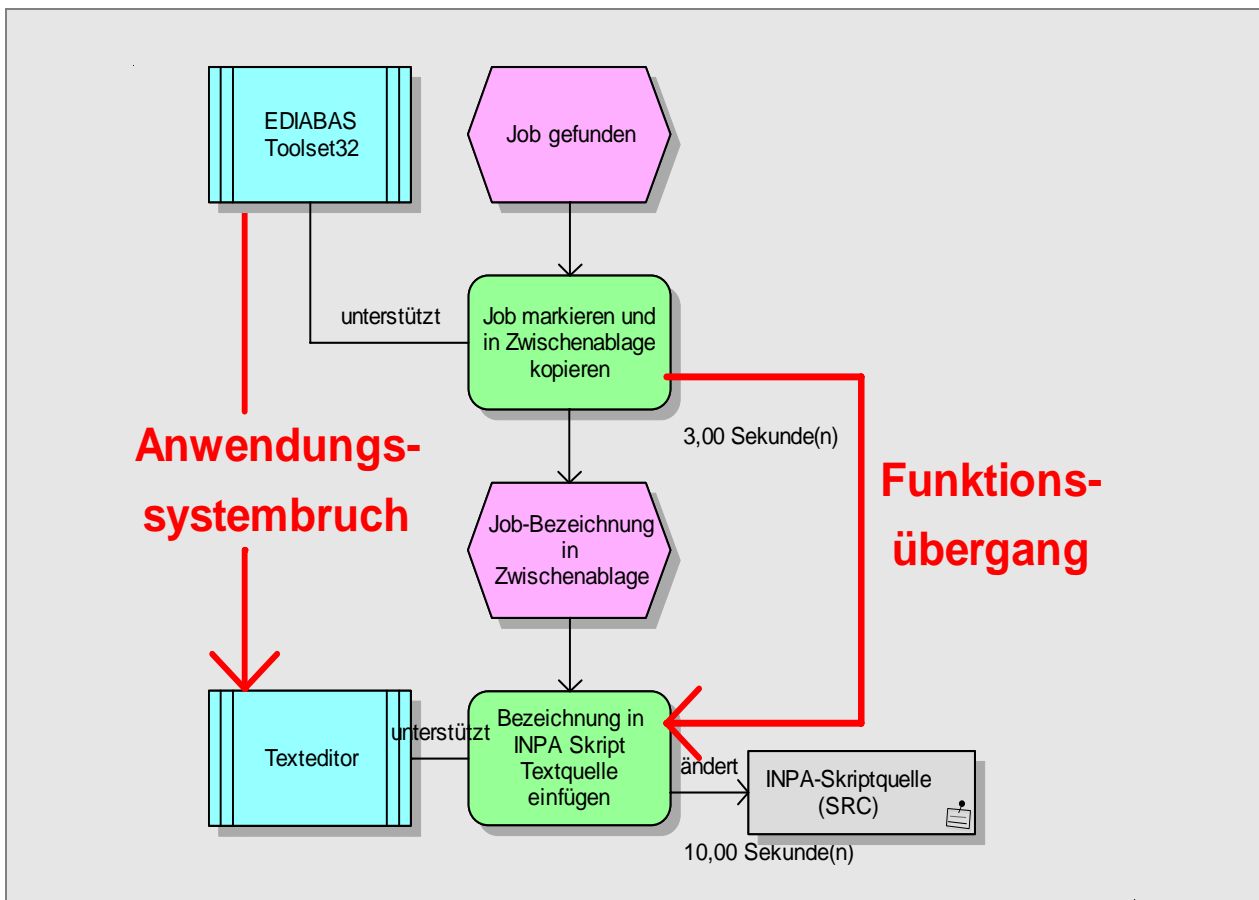 EDIABAS
Toolset32
Job gefunden
unterstützt
Job markieren und
in Zwischenablage
kopieren
3,00 Sekunde(n)
Anwendungs-
systembruch
Funktions-
übergang
Job-Bezeichnung
in
Zwischenablage
Texteditor
unterstützt
Bezeichnung in
INPA Skript
Textquelle
einfügen
ändert
INPA-Skriptquelle
(SRC)
10,00 Sekunde(n)